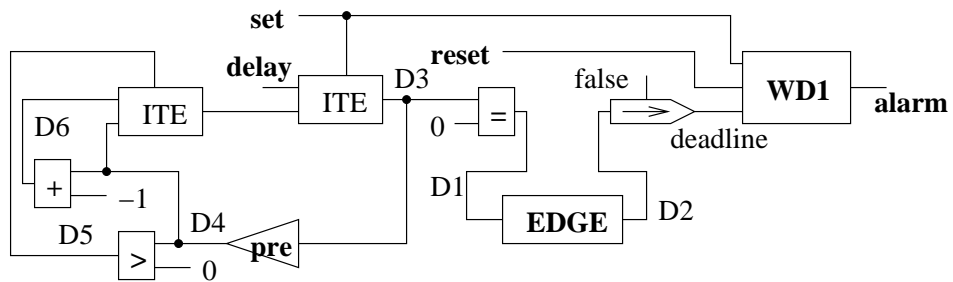 set
reset
delay
D3
false
WD1
alarm
ITE
ITE
=
0
deadline
D6
+
−1
D1
EDGE
D2
D5
D4
pre
>
0